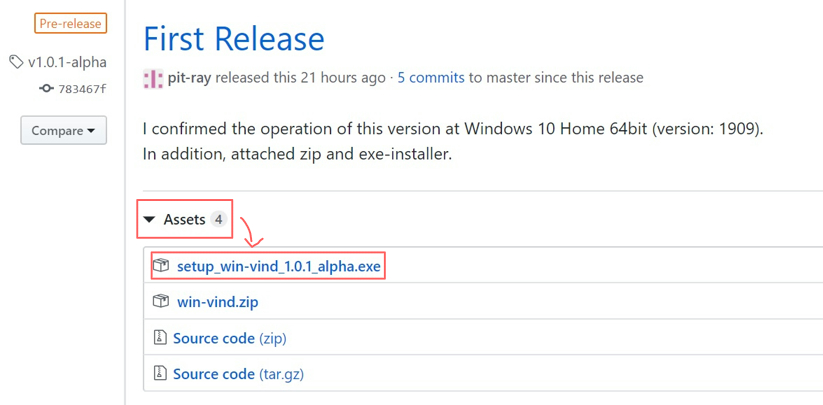 Pre-release
v1.0.1-alpha
783467f
Compare
First Release
pit-ray released this 21 hours ago · 5 commits to master since this release
I confirmed the operation of this version at Windows 10 Home 64bit (version: 1909).
In addition, attached zip and exe-installer.
Assets 4
setup_win-vind_1.0.1_alpha.exe
win-vind.zip
Source code (zip)
Source code (tar.gz)